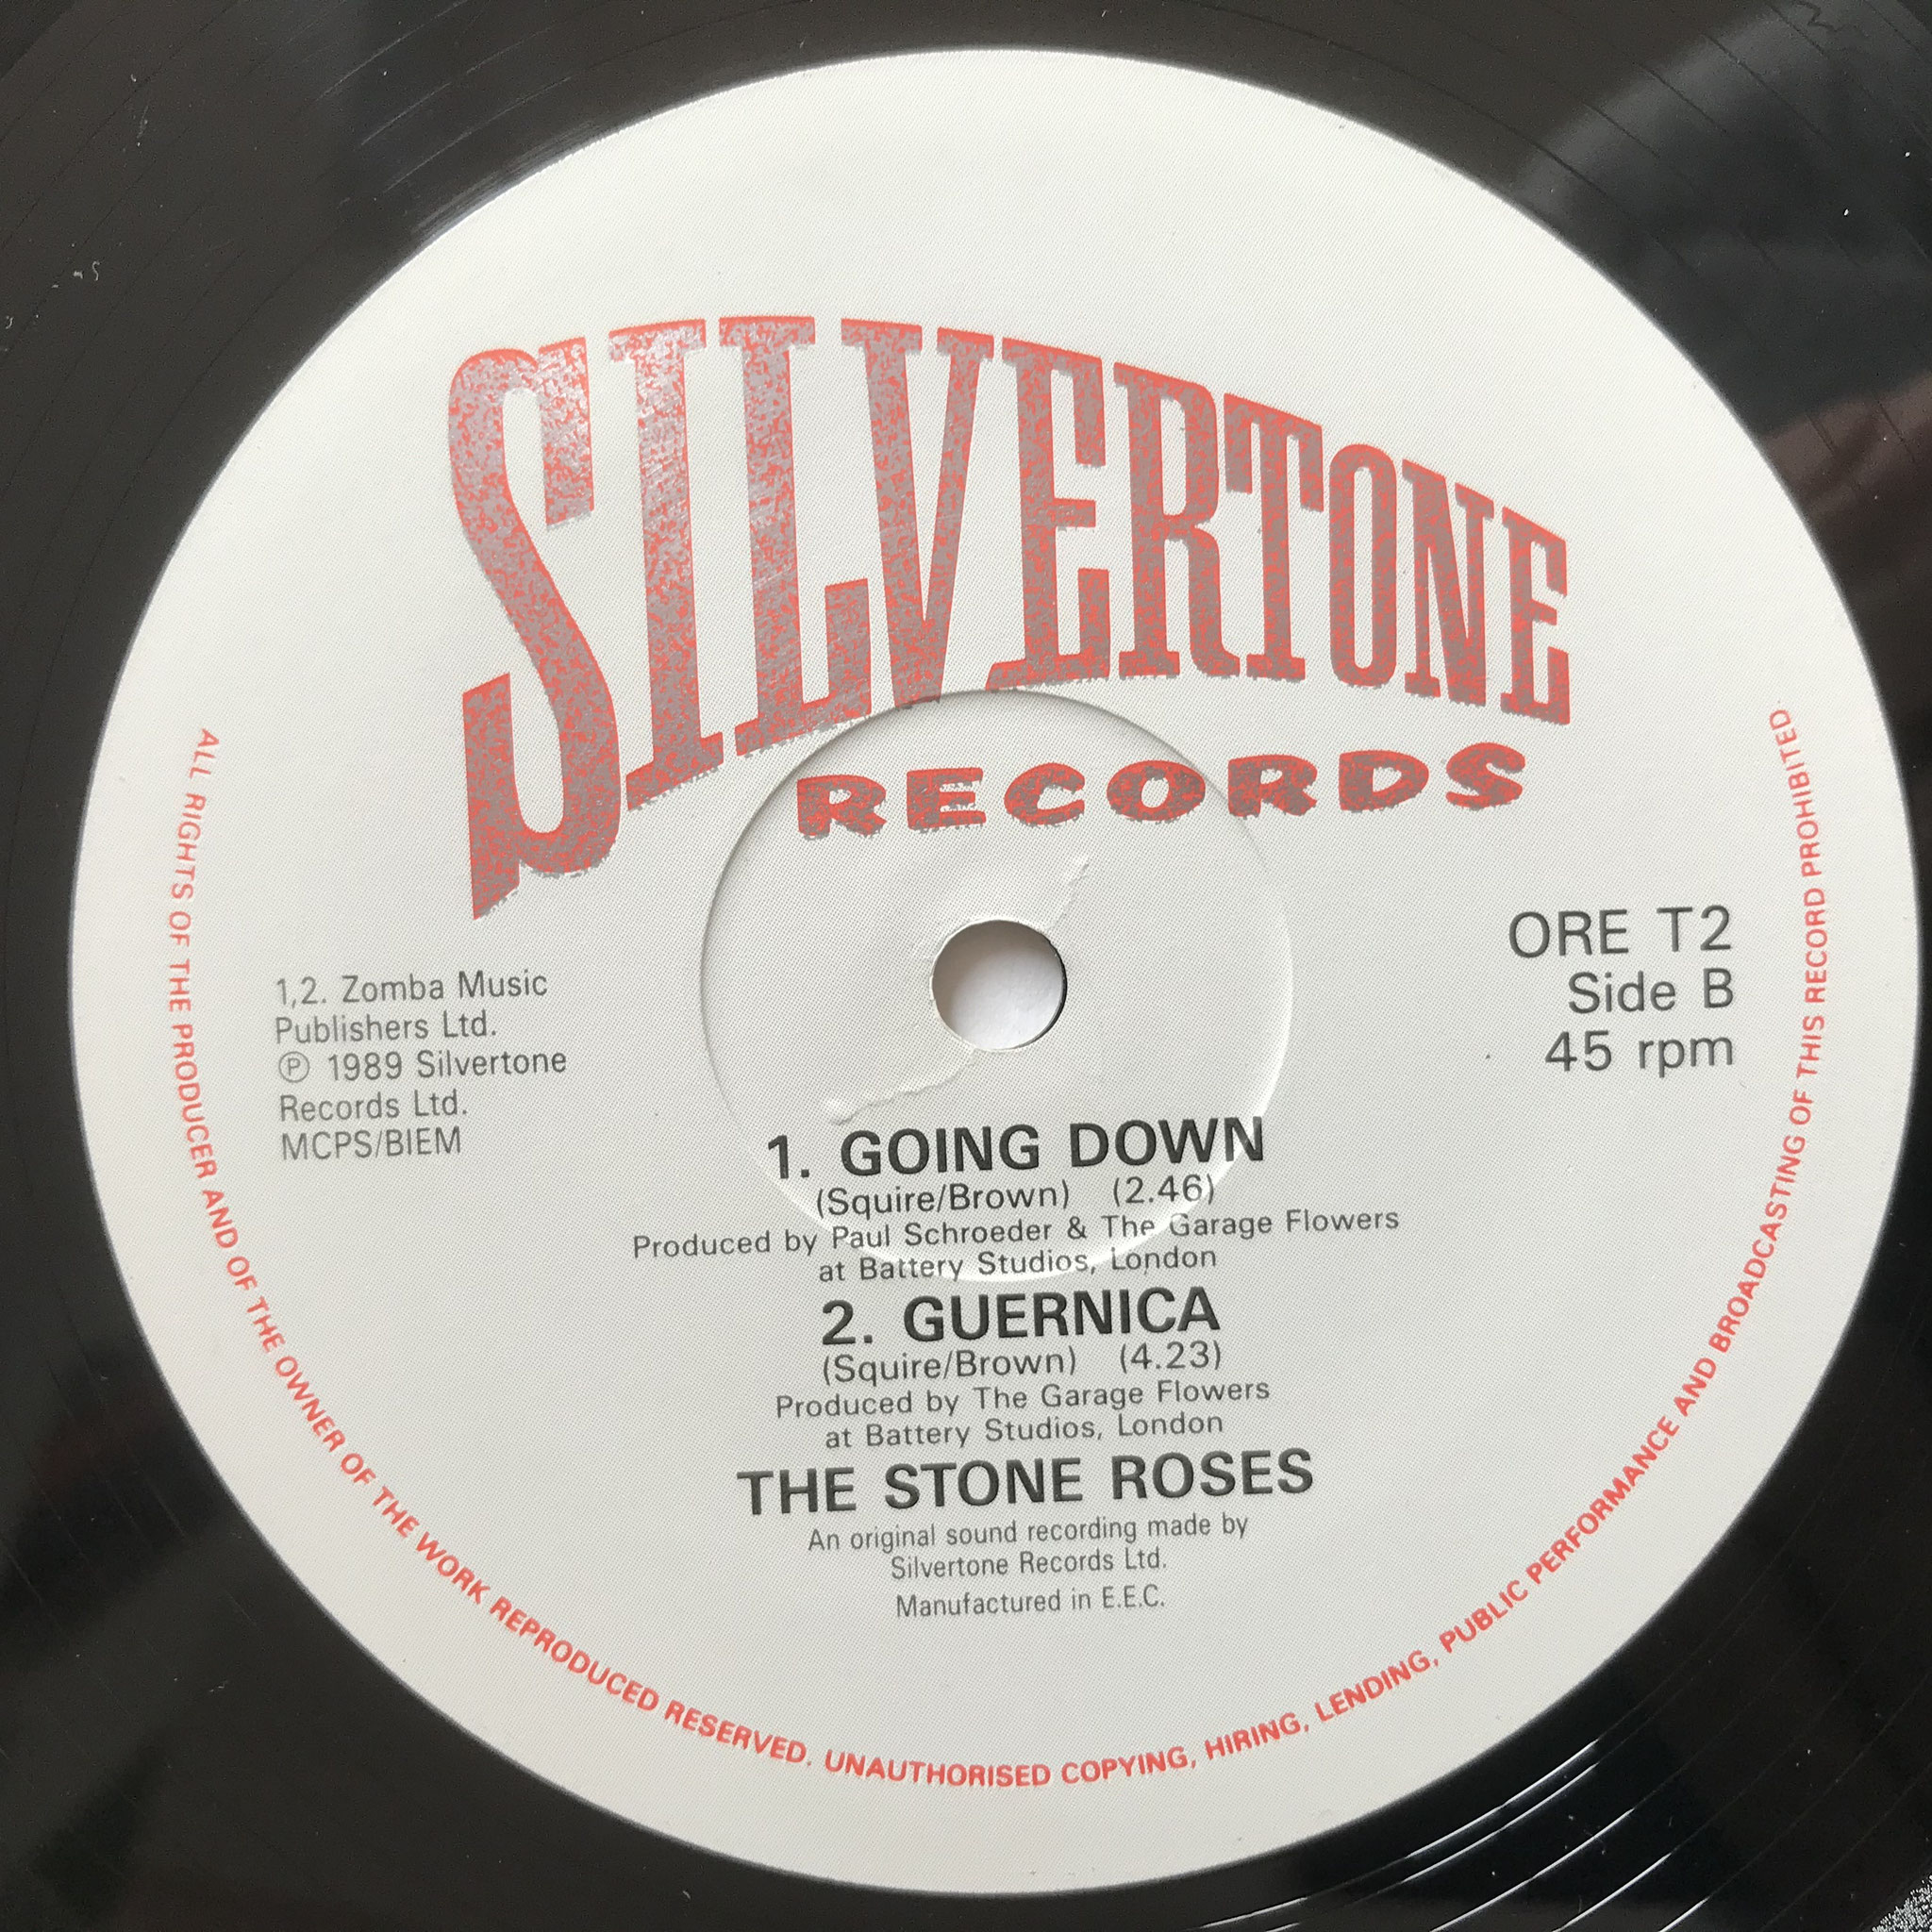 SILVERTONE
RECORDS
ORE T2
Side B
45 rpm
1,2. Zomba Music
Publishers Ltd.
℗ 1989 Silvertone
Records Ltd.
MCPS/BIEM
1. GOING DOWN
(Squire/Brown) (2.46)
Produced by Paul Schroeder & The Garage Flowers
at Battery Studios, London
2. GUERNICA
(Squire/Brown) (4.23)
Produced by The Garage Flowers
at Battery Studios, London
THE STONE ROSES
An original sound recording made by
Silvertone Records Ltd.
Manufactured in E.E.C.
ALL RIGHTS OF THE PRODUCER AND OF THE OWNER OF THE WORK REPRODUCED RESERVED. UNAUTHORISED COPYING, HIRING, LENDING, PUBLIC PERFORMANCE AND BROADCASTING OF THIS RECORD PROHIBITED